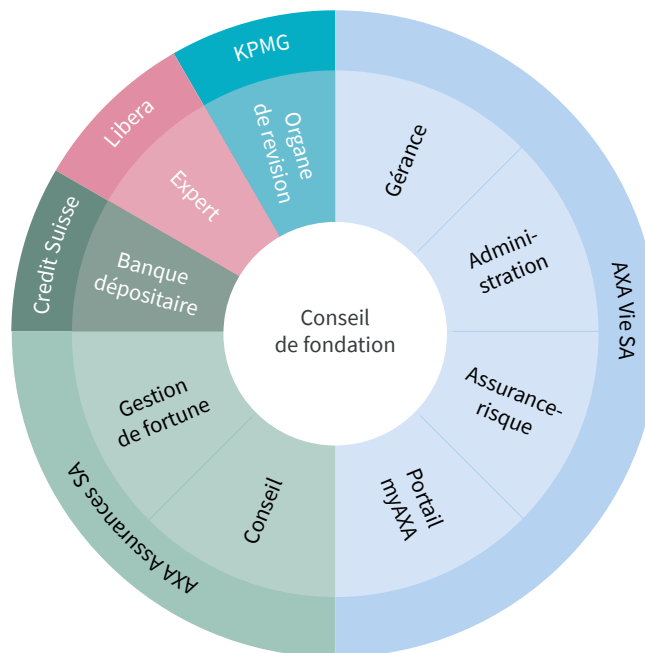 KPMG
Organe
de revision
Libera
Expert
Credit Suisse
Banque
dépositaire
Gérance
Admini-
stration
AXA Vie SA
Assurance-
risque
Portail
myAXA
Conseil
de fondation
Gestion
de fortune
Conseil
AXA Assurances SA